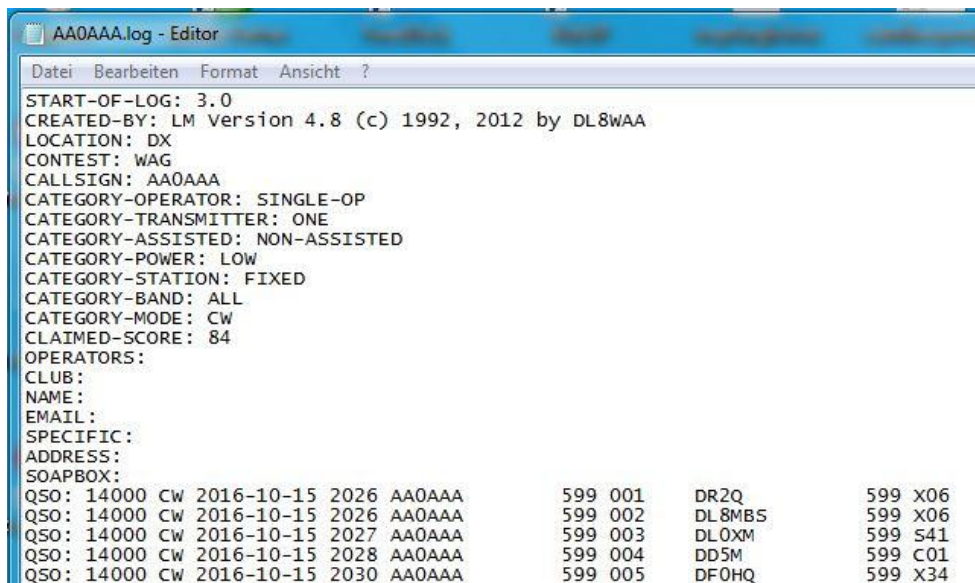 AA0AAA.log - Editor
Datei Bearbeiten Format Ansicht ?
START-OF-LOG: 3.0
CREATED-BY: LM Version 4.8 (c) 1992, 2012 by DL8WAA
LOCATION: DX
CONTEST: WAG
CALLSIGN: AA0AAA
CATEGORY-OPERATOR: SINGLE-OP
CATEGORY-TRANSMITTER: ONE
CATEGORY-ASSISTED: NON-ASSISTED
CATEGORY-POWER: LOW
CATEGORY-STATION: FIXED
CATEGORY-BAND: ALL
CATEGORY-MODE: CW
CLAIMED-SCORE: 84
OPERATORS:
CLUB:
NAME:
EMAIL:
SPECIFIC:
ADDRESS:
SOAPBOX:
QSO: 14000 CW 2016-10-15 2026 AA0AAA 599 001 DR2Q 599 X06
QSO: 14000 CW 2016-10-15 2026 AA0AAA 599 002 DL8MBS 599 X06
QSO: 14000 CW 2016-10-15 2027 AA0AAA 599 003 DL0XM 599 S41
QSO: 14000 CW 2016-10-15 2028 AA0AAA 599 004 DD5M 599 C01
QSO: 14000 CW 2016-10-15 2030 AA0AAA 599 005 DF0HQ 599 X34